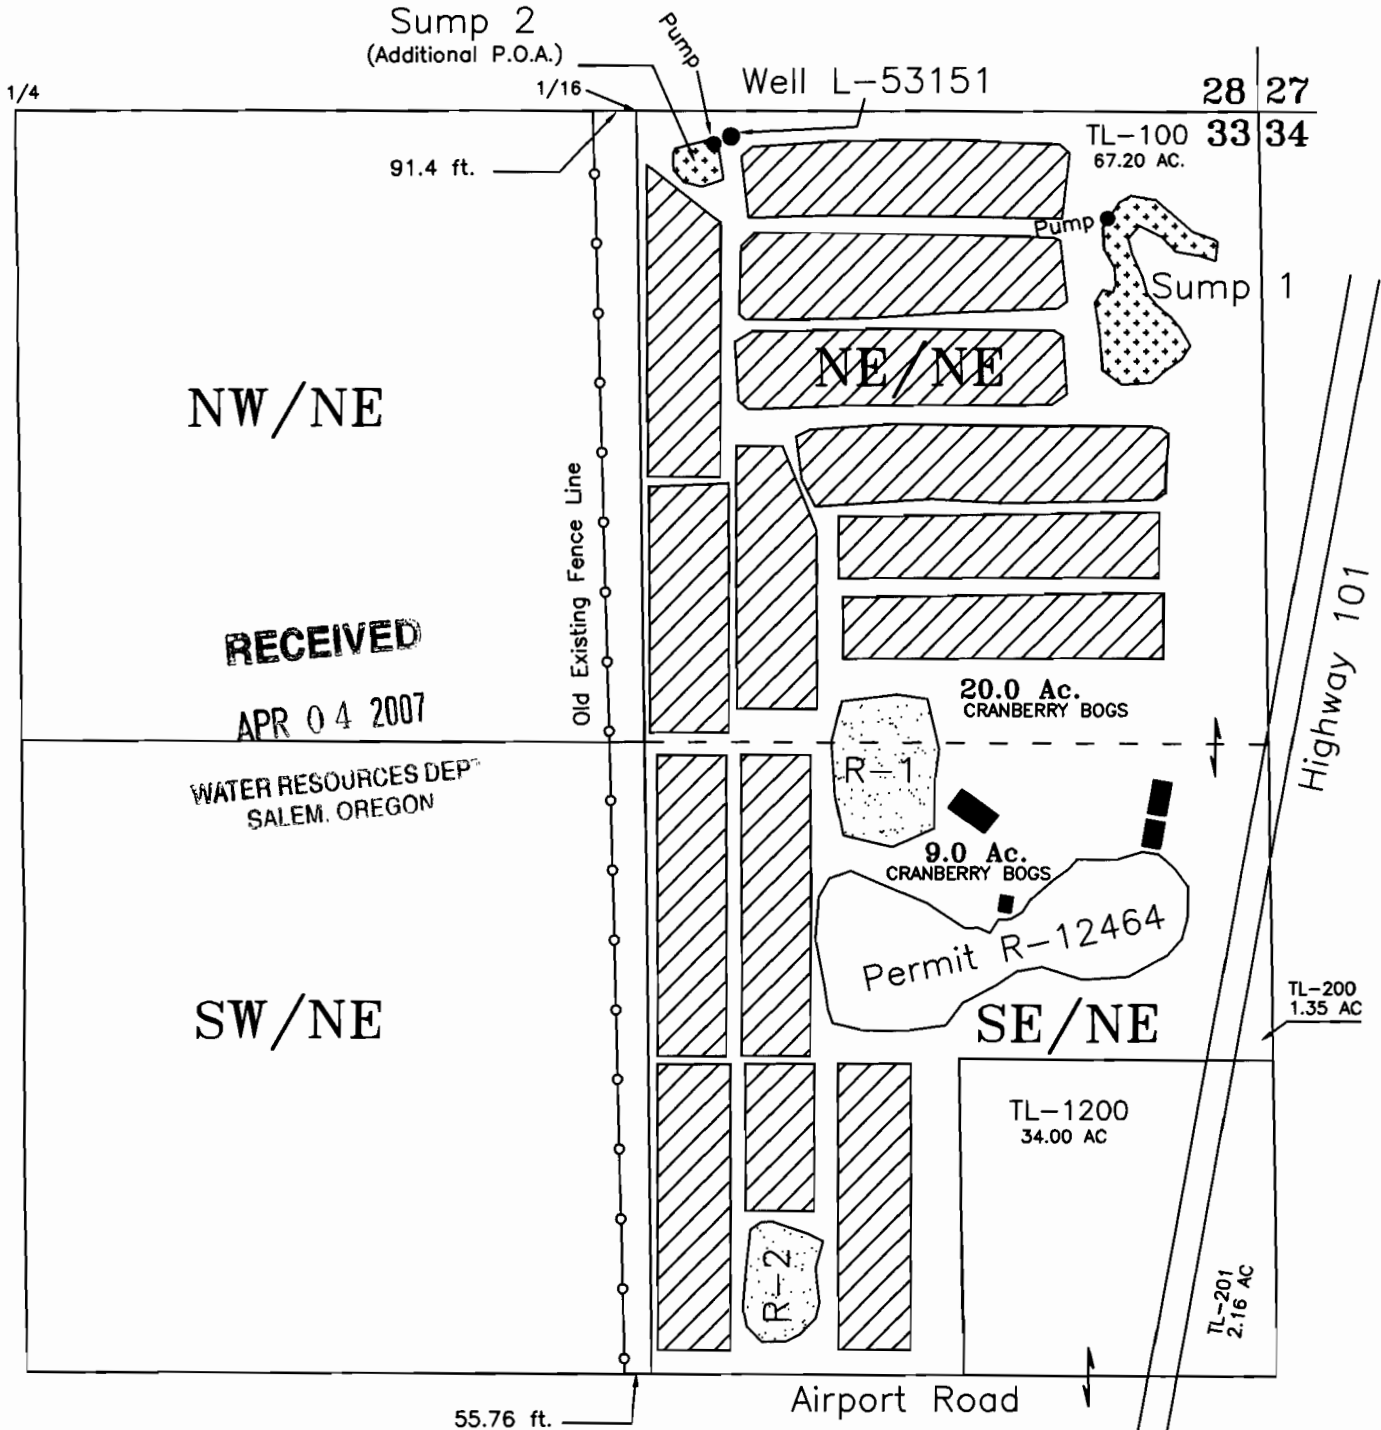 Sump 2
(Additional P.O.A.)
Pump
Well L-53151
28 27
1/4
1/16
TL-100 33 34
67.20 AC.
91.4 ft.
Pump
Sump 1
NE/NE
NW/NE
Old Existing Fence Line
Highway 101
RECEIVED
20.0 Ac.
CRANBERRY BOGS
APR 04 2007
WATER RESOURCES DEPT
SALEM, OREGON
R-1
9.0 Ac.
CRANBERRY BOGS
Permit R-12464
TL-200
1.35 AC
SW/NE
SE/NE
TL-1200
34.00 AC
R-2
TL-201
2.16 AC
Airport Road
55.76 ft.